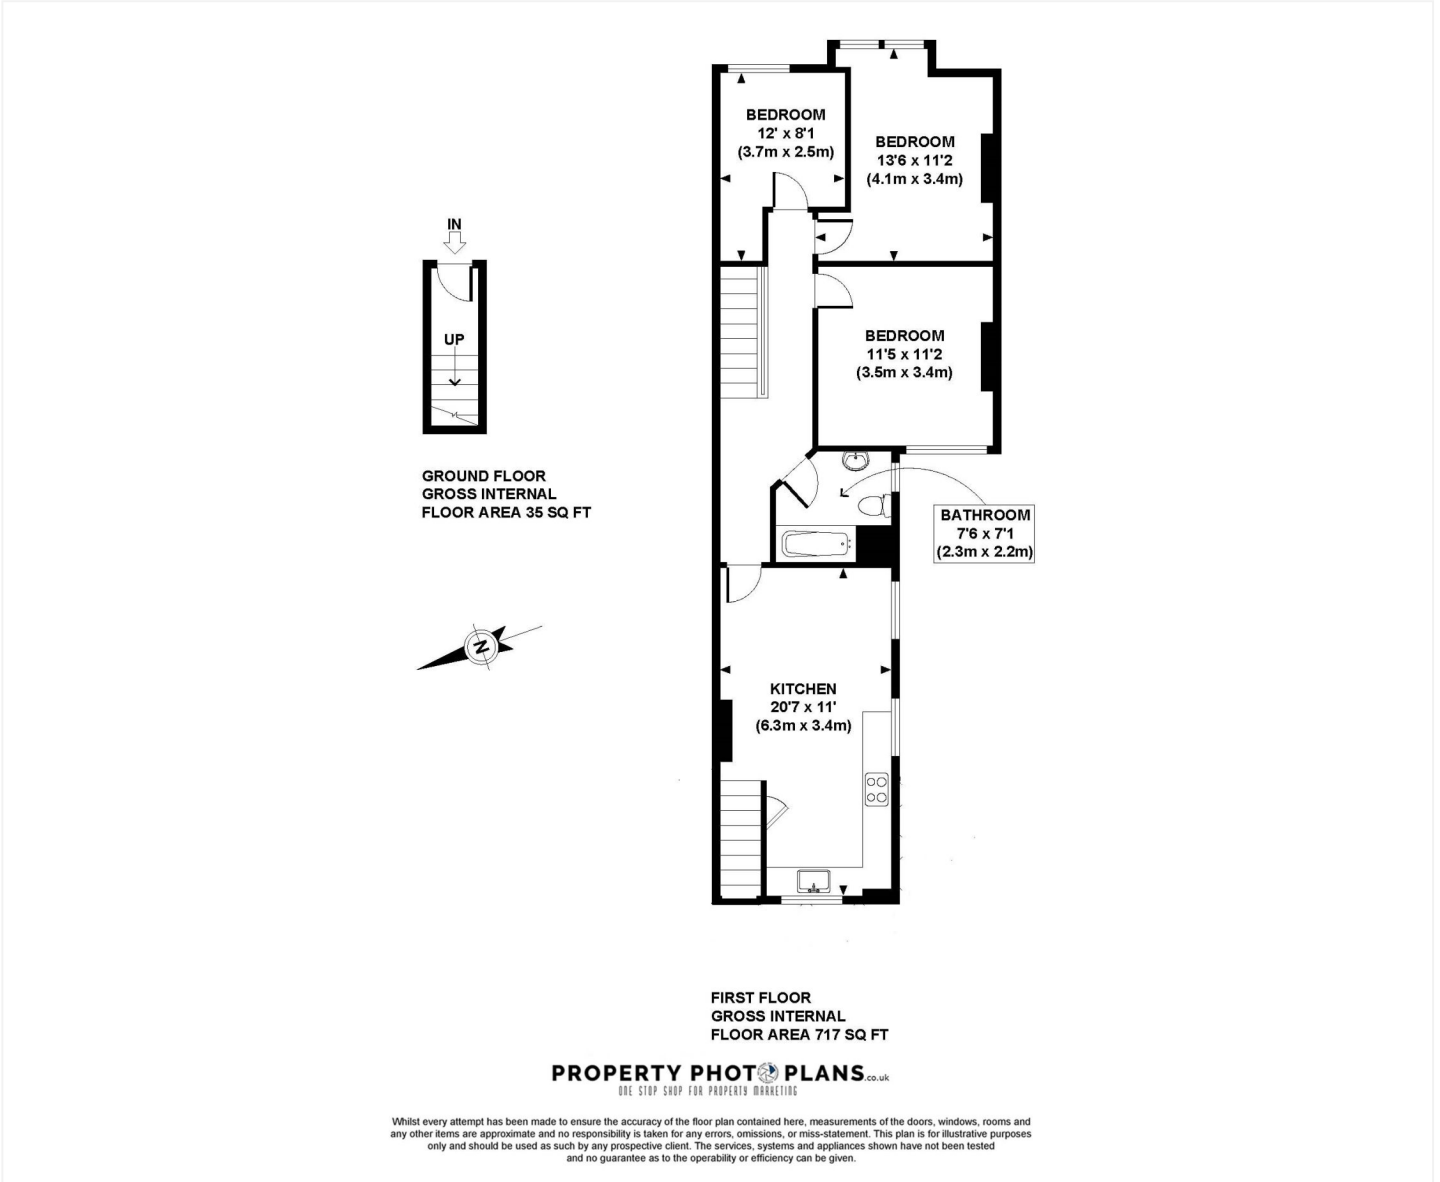 BEDROOM
12' x 8'1
(3.7m x 2.5m)
BEDROOM
13'6 x 11'2
(4.1m x 3.4m)
IN
UP
BEDROOM
11'5 x 11'2
(3.5m x 3.4m)
GROUND FLOOR
GROSS INTERNAL
FLOOR AREA 35 SQ FT
BATHROOM
7'6 x 7'1
(2.3m x 2.2m)
N
KITCHEN
20'7 x 11'
(6.3m x 3.4m)
FIRST FLOOR
GROSS INTERNAL
FLOOR AREA 717 SQ FT
PROPERTY PHOTO PLANS.co.uk
ONE STOP SHOP FOR PROPERTY MARKETING
Whilst every attempt has been made to ensure the accuracy of the floor plan contained here, measurements of the doors, windows, rooms and
any other items are approximate and no responsibility is taken for any errors, omissions, or miss-statement. This plan is for illustrative purposes
only and should be used as such by any prospective client. The services, systems and appliances shown have not been tested
and no guarantee as to the operability or efficiency can be given.